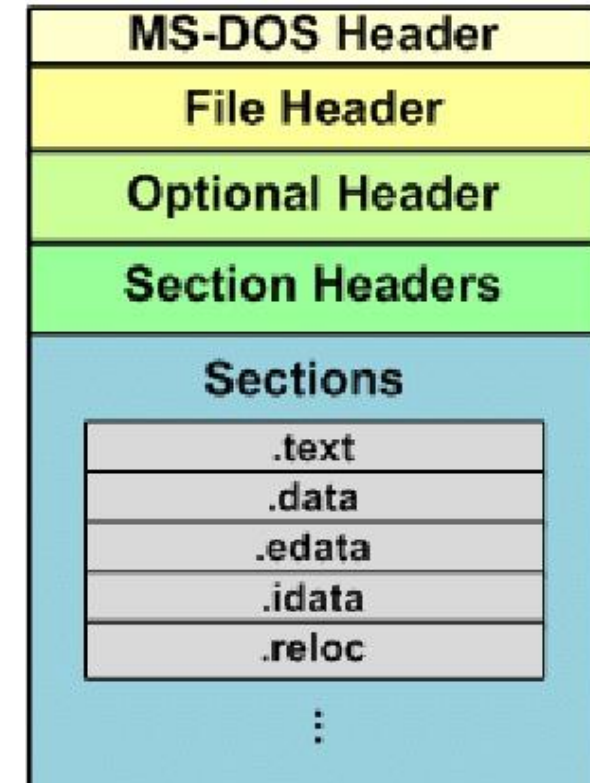 MS-DOS Header
File Header
Optional Header
Section Headers
Sections
.text
.data
.edata
.idata
.reloc
⋮